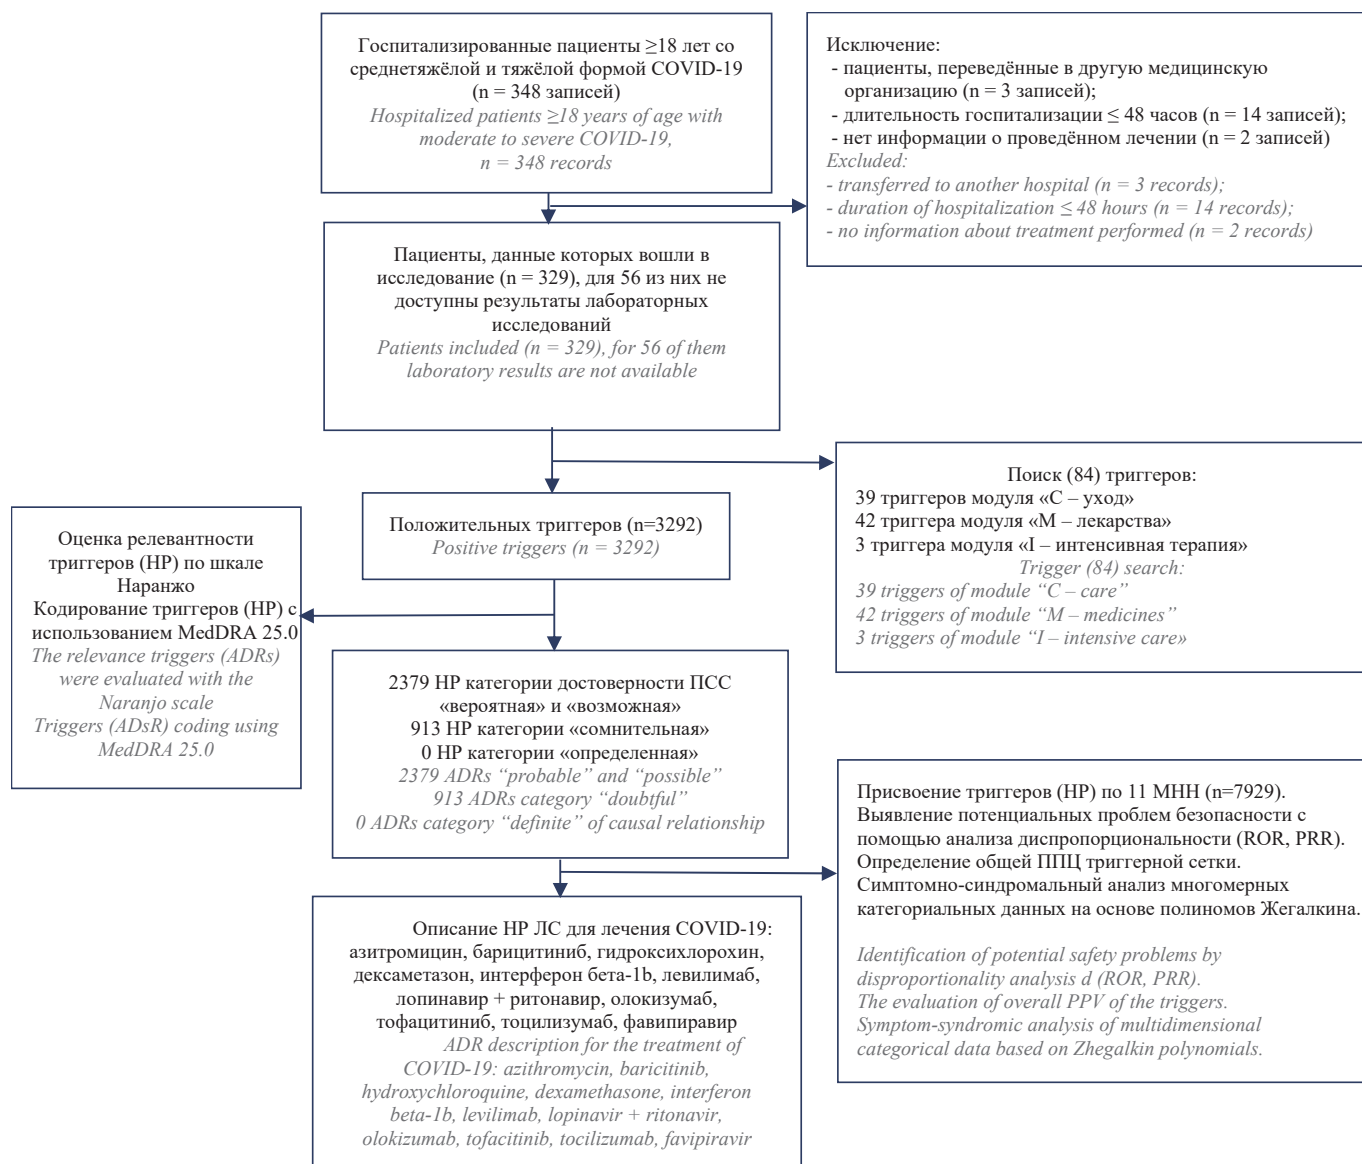 Госпитализированные пациенты ≥18 лет со
среднетяжёлой и тяжёлой формой COVID-19
(n = 348 записей)
Hospitalized patients ≥18 years of age with
moderate to severe COVID-19,
n = 348 records
Исключение:
- пациенты, переведённые в другую медицинскую
организацию (n = 3 записей);
- длительность госпитализации ≤ 48 часов (n = 14 записей);
- нет информации о проведённом лечении (n = 2 записей)
Excluded:
- transferred to another hospital (n = 3 records);
- duration of hospitalization ≤ 48 hours (n = 14 records);
- no information about treatment performed (n = 2 records)
Пациенты, данные которых вошли в
исследование (n = 329), для 56 из них не
доступны результаты лабораторных
исследований
Patients included (n = 329), for 56 of them
laboratory results are not available
Поиск (84) триггеров:
39 триггеров модуля «С – уход»
42 триггера модуля «М – лекарства»
3 триггера модуля «I – интенсивная терапия»
Trigger (84) search:
39 triggers of module “C – care”
42 triggers of module “M – medicines”
3 triggers of module “I – intensive care»
Положительных триггеров (n=3292)
Positive triggers (n = 3292)
Оценка релевантности
триггеров (НР) по шкале
Наранжо
Кодирование триггеров (НР) с
использованием MedDRA 25.0
The relevance triggers (ADRs)
were evaluated with the
Naranjo scale
Triggers (ADsR) coding using
MedDRA 25.0
2379 НР категории достоверности ПСС
«вероятная» и «возможная»
913 НР категории «сомнительная»
0 НР категории «определенная»
2379 ADRs “probable” and “possible”
913 ADRs category “doubtful”
0 ADRs category “definite” of causal relationship
Присвоение триггеров (НР) по 11 МНН (n=7929).
Выявление потенциальных проблем безопасности с
помощью анализа диспропорциональности (ROR, PRR).
Определение общей ППЦ триггерной сетки.
Симптомно-синдромальный анализ многомерных
категориальных данных на основе полиномов Жегалкина.
Identification of potential safety problems by
disproportionality analysis d (ROR, PRR).
The evaluation of overall PPV of the triggers.
Symptom-syndromic analysis of multidimensional
categorical data based on Zhegalkin polynomials.
Описание НР ЛС для лечения COVID-19:
азитромицин, барицитиниб, гидроксихлорохин,
дексаметазон, интерферон бета-1b, левилимаб,
лопинавир + ритонавир, олокизумаб,
тофацитиниб, тоцилизумаб, фавипиравир
ADR description for the treatment of
COVID-19: azithromycin, baricitinib,
hydroxychloroquine, dexamethasone, interferon
beta-1b, levilimab, lopinavir + ritonavir,
olokizumab, tofacitinib, tocilizumab, favipiravir